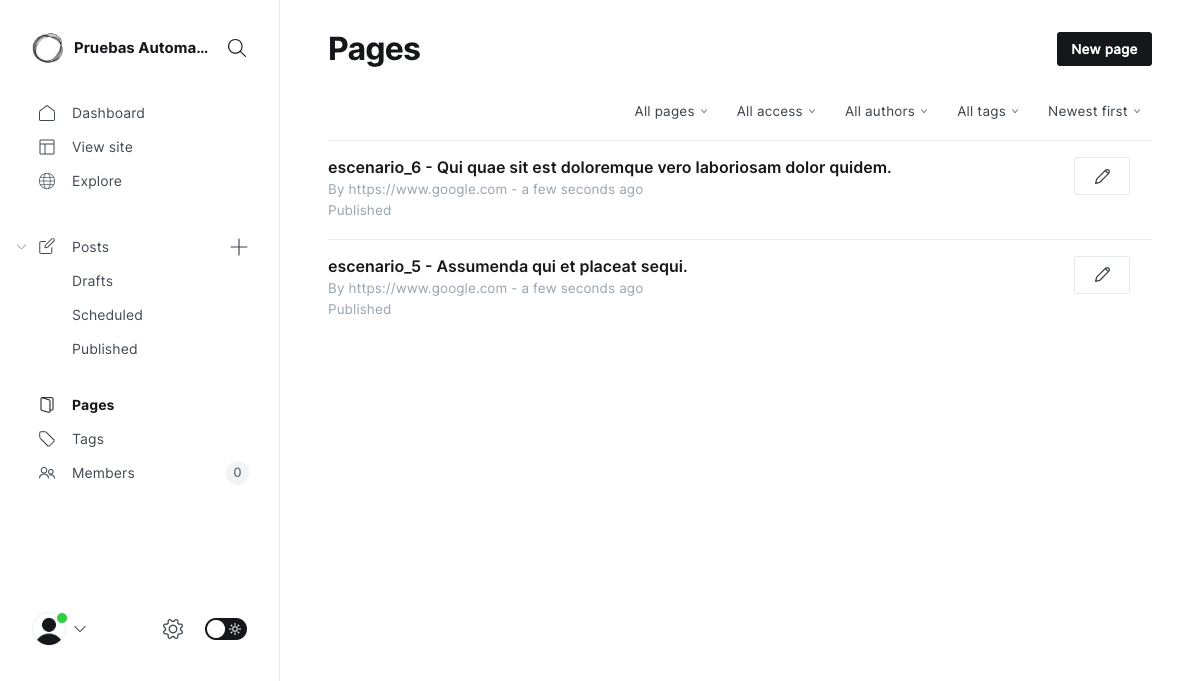 Pruebas Automa...
Dashboard
View site
Explore
Posts
Drafts
Scheduled
Published
Pages
Tags
Members
0
Pages
New page
All pages
All access
All authors
All tags
Newest first
escenario_6 - Qui quae sit est doloremque vero laboriosam dolor quidem.
By https://www.google.com - a few seconds ago
Published
escenario_5 - Assumenda qui et placeat sequi.
By https://www.google.com - a few seconds ago
Published